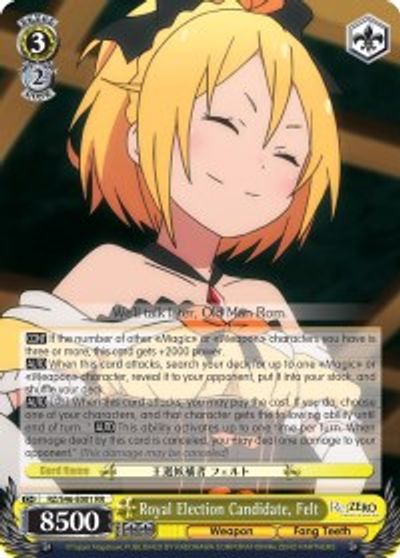 3
2
We'll talk later, Old Man Rom.
CONT If the number of other «Magic» or «Weapon» characters you have
is three or more, this card gets +2000 power.
AUTO When this card attacks, search your deck for up to one «Magic» or
«Weapon» character, reveal it to your opponent, put it into your stock, and
shuffle your deck.
AUTO [(2)] When this card attacks, you may pay the cost. If you do, choose
one of your characters, and that character gets the following ability until
end of turn. " AUTO This ability activates up to one time per turn. When
damage dealt by this card is canceled, you may deal one damage to your
opponent."
Card Name
王選候補者 フェルト
Royal Election Candidate, Felt
Re:ZERO
8500
Weapon
Fang Teeth